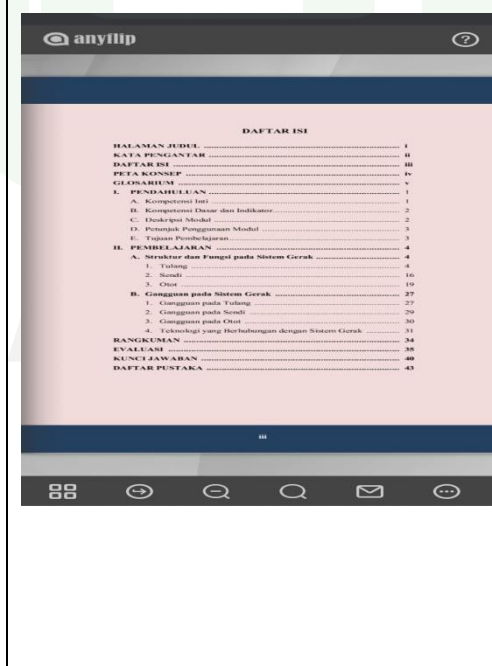 anyflip
?
DAFTAR ISI
HALAMAN JUDUL ........ i
KATA PENGANTAR ........ ii
DAFTAR ISI ........ iii
PETA KONSEP ........ iv
GLOSARIUM ........ v
I. PENDAHULUAN ........ 1
A. Kompetensi Inti ........ 1
B. Kompetensi Dasar dan Indikator ........ 2
C. Deskripsi Modul ........ 2
D. Petunjuk Penggunaan Modul ........ 3
E. Tujuan Pembelajaran ........ 3
II. PEMBELAJARAN ........ 4
A. Struktur dan Fungsi pada Sistem Gerak ........ 4
1. Tulang ........ 4
2. Sendi ........ 16
3. Otot ........ 19
B. Gangguan pada Sistem Gerak ........ 27
1. Gangguan pada Tulang ........ 27
2. Gangguan pada Sendi ........ 29
3. Gangguan pada Otot ........ 30
4. Teknologi yang Berhubungan dengan Sistem Gerak ........ 31
RANGKUMAN ........ 34
EVALUASI ........ 35
KUNCI JAWABAN ........ 40
DAFTAR PUSTAKA ........ 43
iii